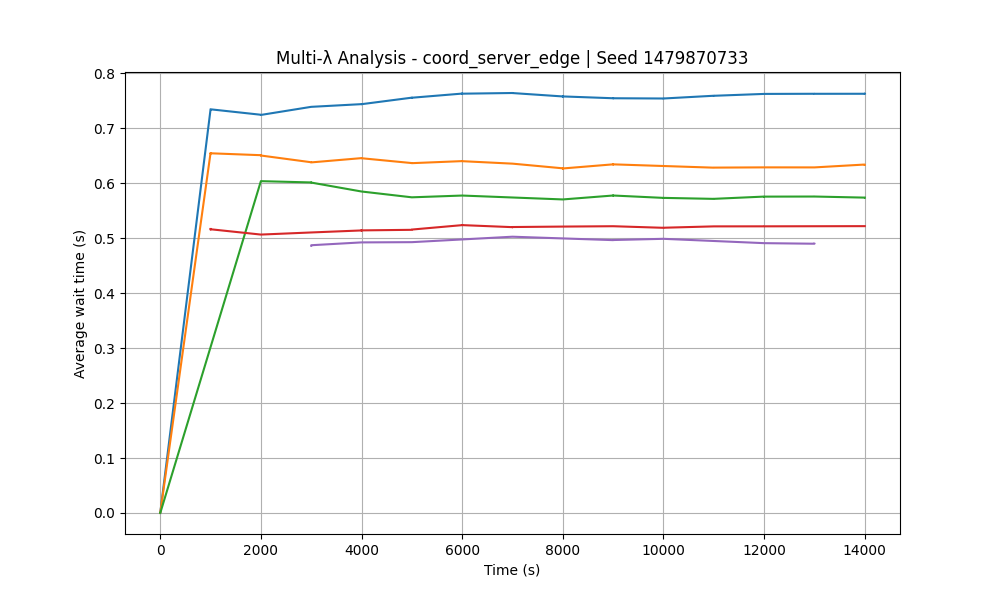 Multi-λ Analysis - coord_server_edge | Seed 1479870733
Average wait time (s)
0.8
0.7
0.6
0.5
0.4
0.3
0.2
0.1
0.0
0 2000 4000 6000 8000 10000 12000 14000
Time (s)